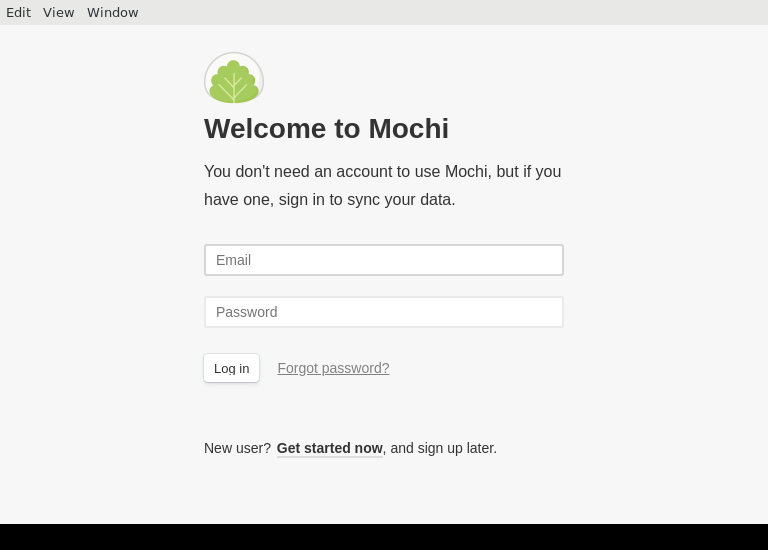 Edit View Window
Welcome to Mochi
You don't need an account to use Mochi, but if you
have one, sign in to sync your data.
Email
Password
Log in Forgot password?
New user? Get started now, and sign up later.